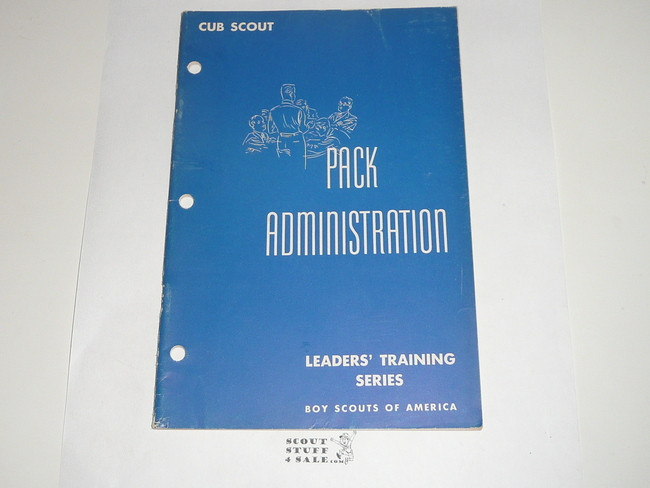 CUB SCOUT
PACK
ADMINISTRATION
LEADERS' TRAINING
SERIES
BOY SCOUTS OF AMERICA
SCOUT
STUFF
4 SALE.com